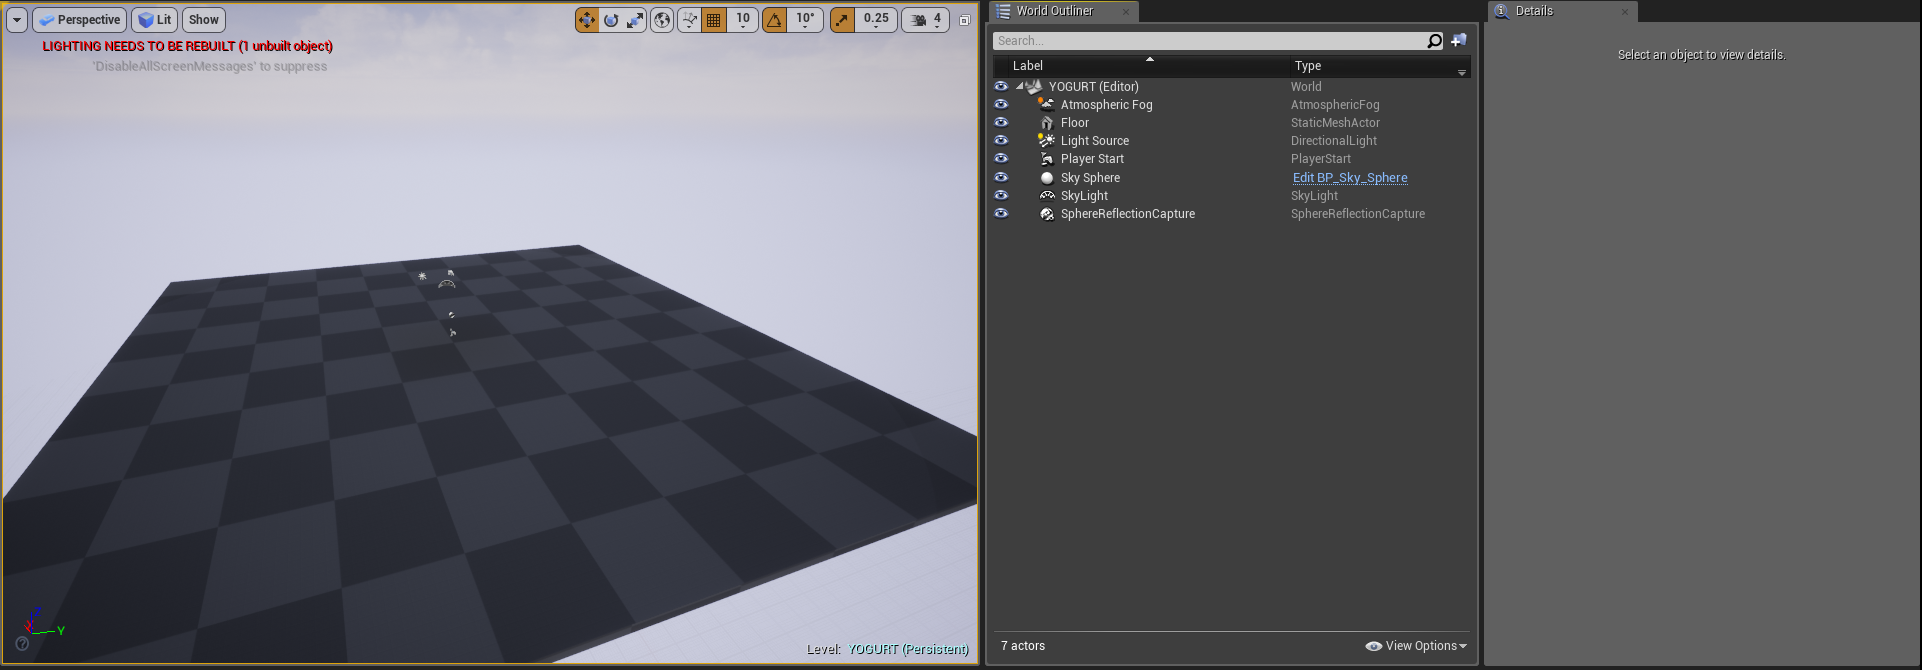 Perspective Lit Show 10 10° 0.25 4
LIGHTING NEEDS TO BE REBUILT (1 unbuilt object)
'DisableAllScreenMessages' to suppress
Z
X
Y
?
Level: YOGURT (Persistent)
World Outliner
Search...
Label Type
YOGURT (Editor) World
Atmospheric Fog AtmosphericFog
Floor StaticMeshActor
Light Source DirectionalLight
Player Start PlayerStart
Sky Sphere Edit BP_Sky_Sphere
SkyLight SkyLight
SphereReflectionCapture SphereReflectionCapture
7 actors View Options
Details
Select an object to view details.